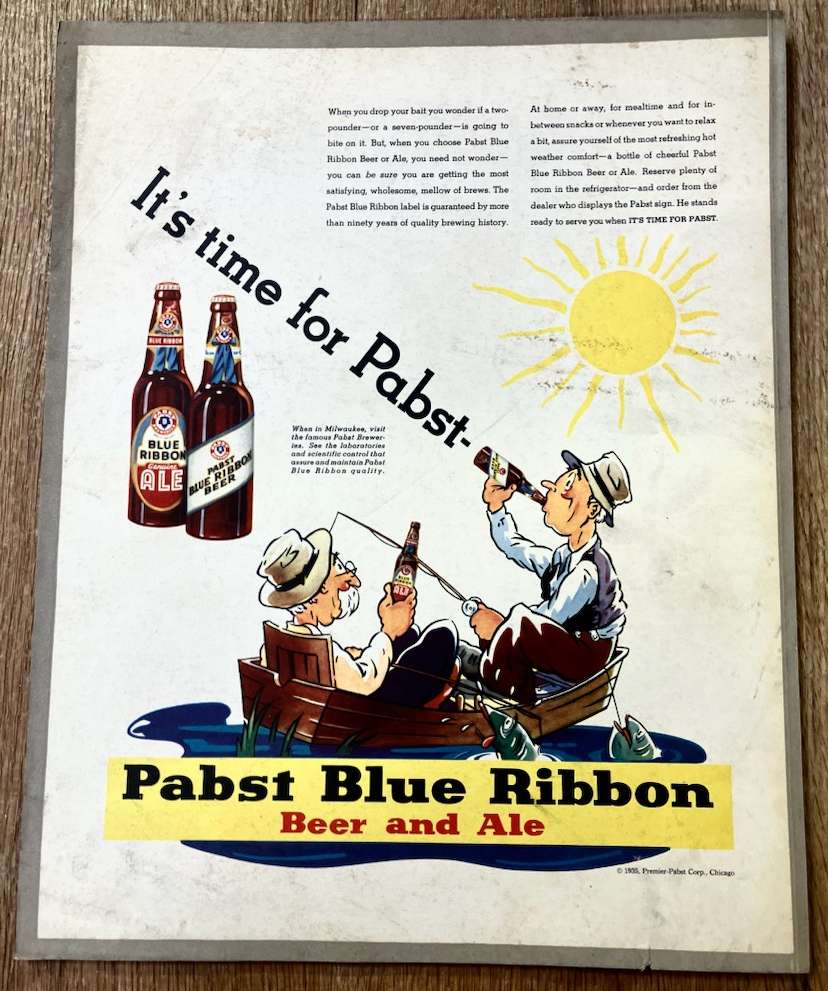 When you drop your bait you wonder if a two-
pounder—or a seven-pounder—is going to
bite on it. But, when you choose Pabst Blue
Ribbon Beer or Ale, you need not wonder—
you can be sure you are getting the most
satisfying, wholesome, mellow of brews. The
Pabst Blue Ribbon label is guaranteed by more
than ninety years of quality brewing history.
At home or away, for mealtime and for in-
between snacks or whenever you want to relax
a bit, assure yourself of the most refreshing hot
weather comfort—a bottle of cheerful Pabst
Blue Ribbon Beer or Ale. Reserve plenty of
room in the refrigerator—and order from the
dealer who displays the Pabst sign. He stands
ready to serve you when IT'S TIME FOR PABST.
It's time for Pabst-
BLUE RIBBON
BLUE
RIBBON
Genuine
ALE
PABST
BLUE RIBBON
BEER
When in Milwaukee, visit
the famous Pabst Brewer-
ies. See the laboratories
and scientific control that
assure and maintain Pabst
Blue Ribbon quality.
ALE
Pabst Blue Ribbon
Beer and Ale
© 1935, Premier-Pabst Corp., Chicago